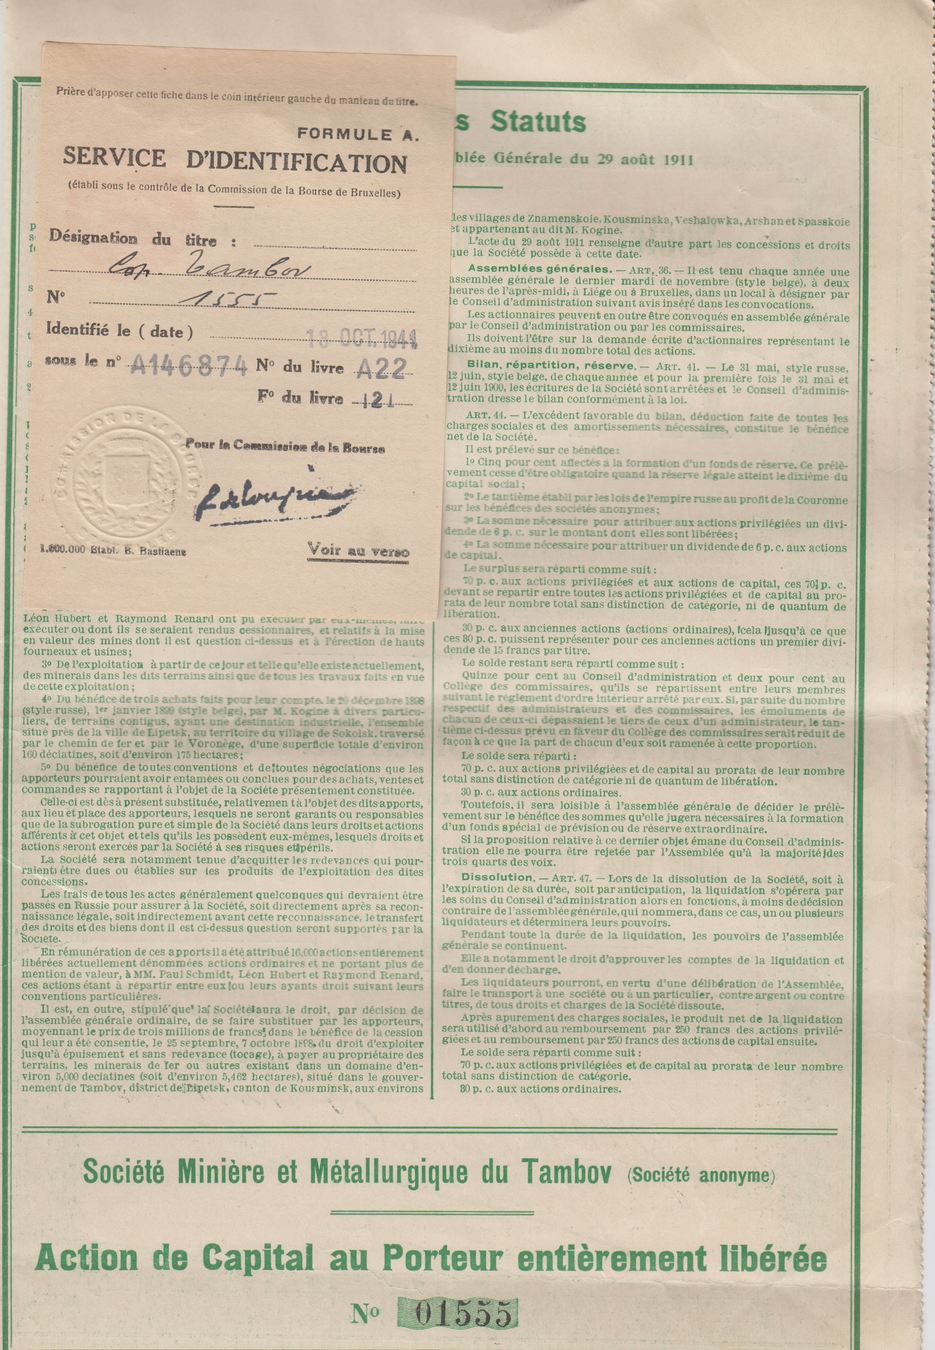 Prière d'apposer cette fiche dans le coin intérieur gauche du manteau du titre.
FORMULE A.
SERVICE D'IDENTIFICATION
(établi sous le contrôle de la Commission de la Bourse de Bruxelles)
Désignation du titre :
Cap. Tambov
N° 1555
Identifié le (date) 18 OCT. 1944
sous le n° A146874 N° du livre A22
F° du livre 121
Pour la Commission de la Bourse
1.600.000 Etabl. E. Bastiaens
Voir au verso
s Statuts
blée Générale du 29 août 1911
Léon Hubert et Raymond Renard ont pu exécuter par eux-mêmes, faire
exécuter ou dont ils se seraient rendus cessionnaires, et relatifs à la mise
en valeur des mines dont il est question ci-dessus et à l'érection de hauts
fourneaux et usines;
3° De l'exploitation à partir de ce jour et telle qu'elle existe actuellement,
des minerais dans les dits terrains ainsi que de tous les travaux faits en vue
de cette exploitation;
4° Du bénéfice de trois achats faits pour leur compte, le décembre 1898
(style russe), 1er janvier 1899 (style belge), par M. Kogine à divers particu-
liers, de terrains contigus, ayant une destination industrielle, l'ensemble
situé près de la ville de Lipetsk, au territoire du village de Sokolsk, traversé
par le chemin de fer et par le Voronège, d'une superficie totale d'environ
160 déciatines, soit d'environ 175 hectares;
5° Du bénéfice de toutes conventions et de toutes négociations que les
apporteurs pourraient avoir entamées ou conclues pour des achats, ventes et
commandes se rapportant à l'objet de la Société présentement constituée.
Celle-ci est dès à présent substituée, relativement à l'objet des dits apports,
aux lieu et place des apporteurs, lesquels ne seront garants ou responsables
que de la subrogation pure et simple de la Société dans leurs droits et actions
afférents à cet objet et tels qu'ils les possèdent eux-mêmes, lesquels droits et
actions seront exercés par la Société à ses risques et périls.
La Société sera notamment tenue d'acquitter les redevances qui pour-
raient être dues ou établies sur les produits de l'exploitation des dites
concessions.
Les frais de tous les actes généralement quelconques qui devraient être
passés en Russie pour assurer à la Société, soit directement après sa recon-
naissance légale, soit indirectement avant cette reconnaissance, le transfert
des droits et des biens dont il est ci-dessus question seront supportés par la
Société.
En rémunération de ces apports il a été attribué 16,000 actions entièrement
libérées actuellement dénommées actions ordinaires et ne portant plus de
mention de valeur, à MM. Paul Schmidt, Léon Hubert et Raymond Renard,
ces actions étant à répartir entre eux ou leurs ayants droit suivant leurs
conventions particulières.
Il est, en outre, stipulé que la Société aura le droit, par décision de
l'assemblée générale ordinaire, de se faire substituer par les apporteurs,
moyennant le prix de trois millions de francs, dans le bénéfice de la cession
qui leur a été consentie, le 25 septembre, 7 octobre 1898, du droit d'exploiter
jusqu'à épuisement et sans redevance (tocage), à payer au propriétaire des
terrains, les minerais de fer ou autres existant dans un domaine d'en-
viron 5,000 deciatines (soit d'environ 5,462 hectares), situé dans le gouver-
nement de Tambov, district de Lipetsk, canton de Kousminsk, aux environs
des villages de Znamenskoie, Kousminska, Veshalowka, Arshan et Spasskoie
et appartenant au dit M. Kogine.
L'acte du 29 août 1911 renseigne d'autre part les concessions et droits
que la Société possède à cette date.
Assemblées générales. — ART. 36. — Il est tenu chaque année une
assemblée générale le dernier mardi de novembre (style belge), à deux
heures de l'après-midi, à Liège ou à Bruxelles, dans un local à désigner par
le Conseil d'administration suivant avis inséré dans les convocations.
Les actionnaires peuvent en outre être convoqués en assemblée générale
par le Conseil d'administration ou par les commissaires.
Ils doivent l'être sur la demande écrite d'actionnaires représentant le
dixième au moins du nombre total des actions.
Bilan, répartition, réserve. — ART. 41. — Le 31 mai, style russe,
12 juin, style belge, de chaque année et pour la première fois le 31 mai et
12 juin 1900, les écritures de la Société sont arrêtées et le Conseil d'adminis-
tration dresse le bilan conformément à la loi.
ART. 44. — L'excédent favorable du bilan, déduction faite de toutes les
charges sociales et des amortissements nécessaires, constitue le bénéfice
net de la Société.
Il est prélevé sur ce bénéfice:
1° Cinq pour cent affectés à la formation d'un fonds de réserve. Ce prélè-
vement cesse d'être obligatoire quand la réserve légale atteint le dixième du
capital social;
2° Le tantième établi par les lois de l'empire russe au profit de la Couronne
sur les bénéfices des sociétés anonymes;
3° La somme nécessaire pour attribuer aux actions privilégiées un divi-
dende de 6 p. c. sur le montant dont elles sont libérées;
4° La somme nécessaire pour attribuer un dividende de 6 p. c. aux actions
de capital.
Le surplus sera réparti comme suit :
70 p. c. aux actions privilégiées et aux actions de capital, ces 70 p. c.
devant se répartir entre toutes les actions privilégiées et de capital au pro-
rata de leur nombre total sans distinction de catégorie, ni de quantum de
libération.
30 p. c. aux anciennes actions (actions ordinaires), cela jusqu'à ce que
ces 30 p. c. puissent représenter pour ces anciennes actions un premier divi-
dende de 15 francs par titre.
Le solde restant sera réparti comme suit :
Quinze pour cent au Conseil d'administration et deux pour cent au
Collège des commissaires, qu'ils se répartissent entre leurs membres
suivant le règlement d'ordre intérieur arrêté par eux. Si, par suite du nombre
respectif des administrateurs et des commissaires, les émoluments de
chacun de ceux-ci dépassaient le tiers de ceux d'un administrateur, le tan-
tième ci-dessus prévu en faveur du Collège des commissaires serait réduit de
façon à ce que la part de chacun d'eux soit ramenée à cette proportion.
Le solde sera réparti :
70 p. c. aux actions privilégiées et de capital au prorata de leur nombre
total sans distinction de catégorie ni de quantum de libération.
30 p. c. aux actions ordinaires.
Toutefois, il sera loisible à l'assemblée générale de décider le prélè-
vement sur le bénéfice des sommes qu'elle jugera nécessaires à la formation
d'un fonds spécial de prévision ou de réserve extraordinaire.
Si la proposition relative à ce dernier objet émane du Conseil d'adminis-
tration elle ne pourra être rejetée par l'Assemblée qu'à la majorité des
trois quarts des voix.
Dissolution. — ART. 47. — Lors de la dissolution de la Société, soit à
l'expiration de sa durée, soit par anticipation, la liquidation s'opérera par
les soins du Conseil d'administration alors en fonctions, à moins de décision
contraire de l'assemblée générale, qui nommera, dans ce cas, un ou plusieurs
liquidateurs et déterminera leurs pouvoirs.
Pendant toute la durée de la liquidation, les pouvoirs de l'assemblée
générale se continuent.
Elle a notamment le droit d'approuver les comptes de la liquidation et
d'en donner décharge.
Les liquidateurs pourront, en vertu d'une délibération de l'Assemblée,
faire le transport à une société ou à un particulier, contre argent ou contre
titres, de tous droits et charges de la Société dissoute.
Après apurement des charges sociales, le produit net de la liquidation
sera utilisé d'abord au remboursement par 250 francs des actions privilé-
giées et au remboursement par 250 francs des actions de capital ensuite.
Le solde sera réparti comme suit :
70 p. c. aux actions privilégiées et de capital au prorata de leur nombre
total sans distinction de catégorie.
30 p. c. aux actions ordinaires.
Société Minière et Métallurgique du Tambov (Société anonyme)
Action de Capital au Porteur entièrement libérée
N° 01555